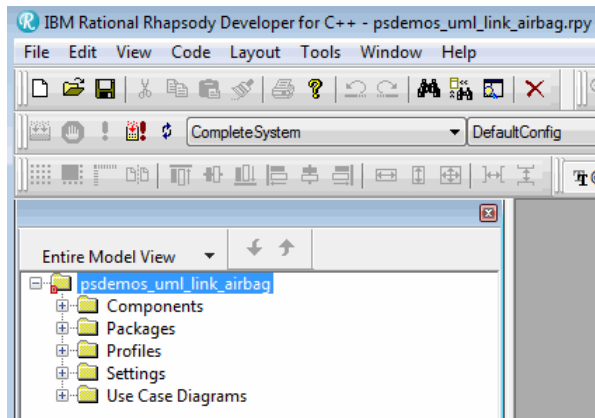 IBM Rational Rhapsody Developer for C++ - psdemos_uml_link_airbag.rpy
File Edit View Code Layout Tools Window Help
CompleteSystem DefaultConfig
Entire Model View
psdemos_uml_link_airbag
Components
Packages
Profiles
Settings
Use Case Diagrams